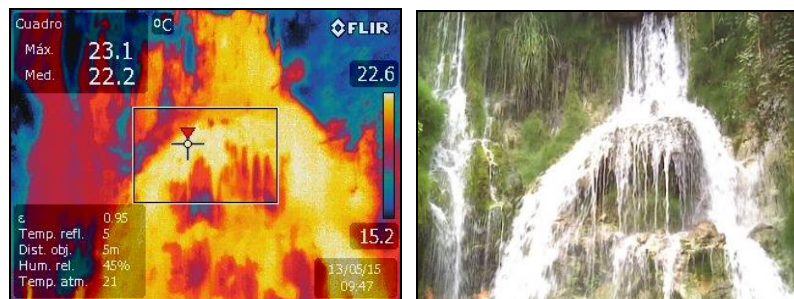 Cuadro °C FLIR
Máx. 23.1
Med. 22.2
22.6
15.2
ε 0.95
Temp. refl. 5
Dist. obj. 5m
Hum. rel. 45%
Temp. atm. 21
13/05/15
09:47